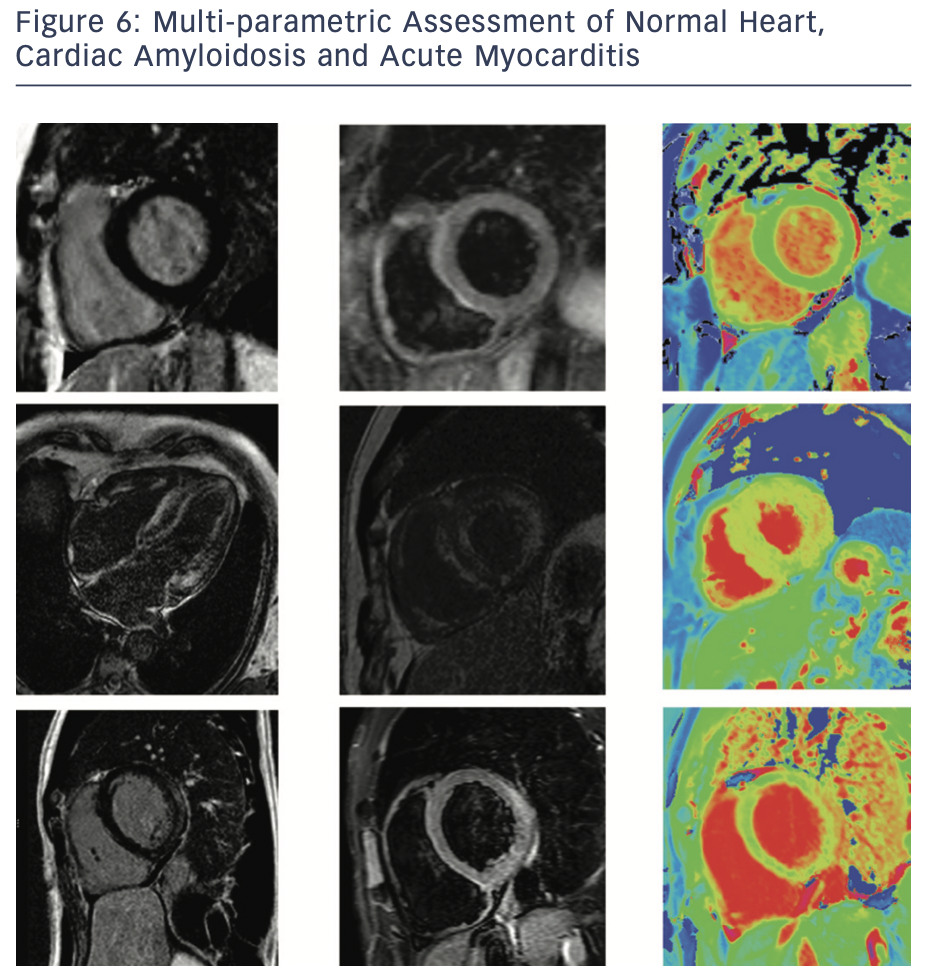 Figure 6: Multi-parametric Assessment of Normal Heart,
Cardiac Amyloidosis and Acute Myocarditis